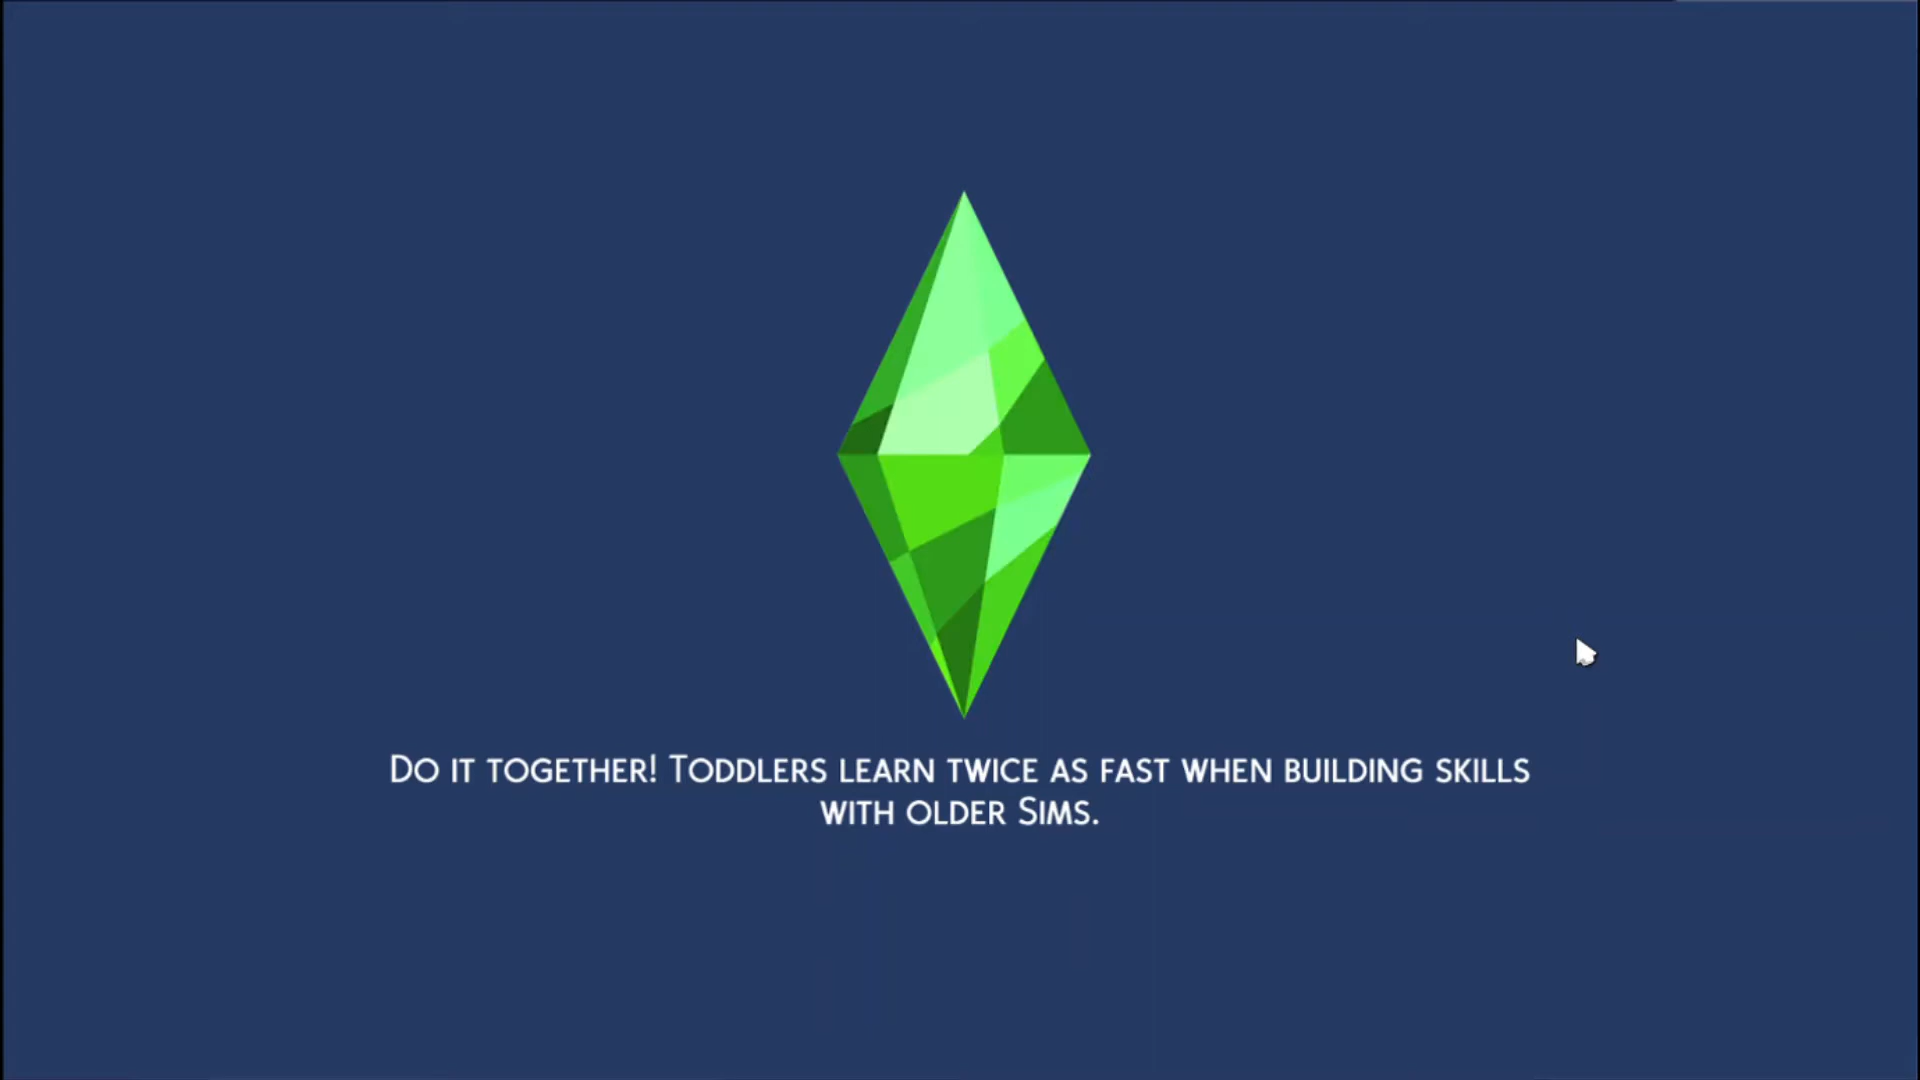 Do it together! Toddlers learn twice as fast when building skills
with older Sims.